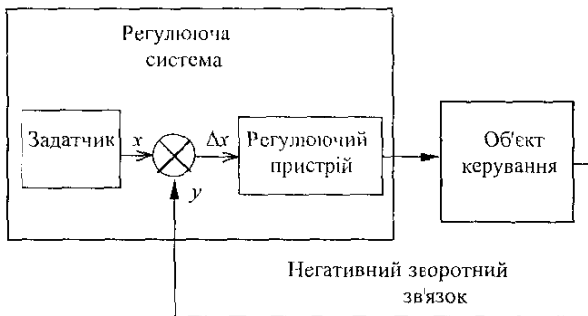 Регулююча
система
Задатчик
x
Δx
Регулюючий
пристрій
y
Об'єкт
керування
Негативний зворотний
зв'язок